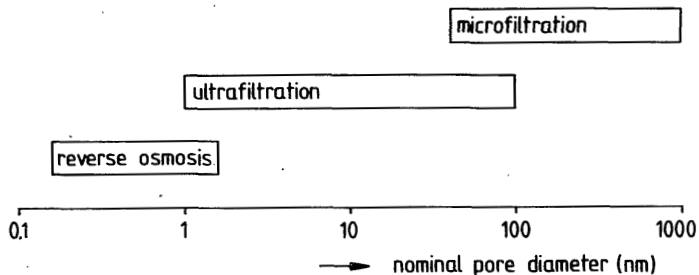 microfiltration
ultrafiltration
reverse osmosis
0.1 1 10 100 1000
nominal pore diameter (nm)